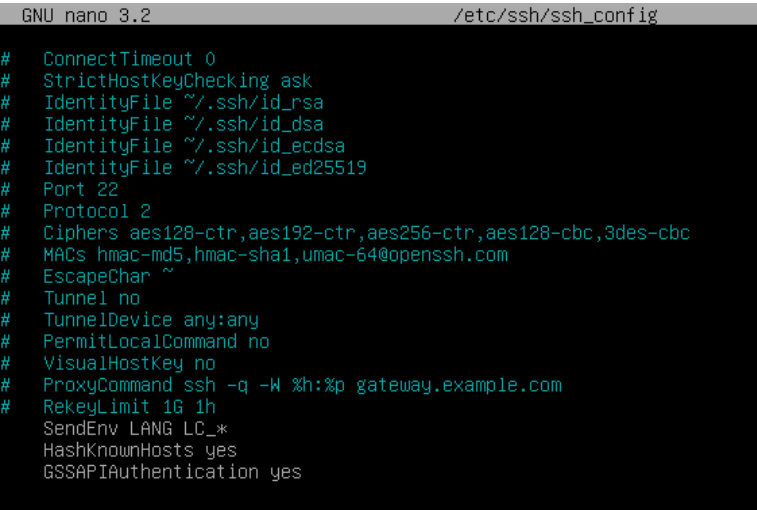 GNU nano 3.2 /etc/ssh/ssh_config
# ConnectTimeout 0
# StrictHostKeyChecking ask
# IdentityFile ~/.ssh/id_rsa
# IdentityFile ~/.ssh/id_dsa
# IdentityFile ~/.ssh/id_ecdsa
# IdentityFile ~/.ssh/id_ed25519
# Port 22
# Protocol 2
# Ciphers aes128-ctr,aes192-ctr,aes256-ctr,aes128-cbc,3des-cbc
# MACs hmac-md5,hmac-sha1,umac-64@openssh.com
# EscapeChar ~
# Tunnel no
# TunnelDevice any:any
# PermitLocalCommand no
# VisualHostKey no
# ProxyCommand ssh -q -W %h:%p gateway.example.com
# RekeyLimit 1G 1h
SendEnv LANG LC_*
HashKnownHosts yes
GSSAPIAuthentication yes